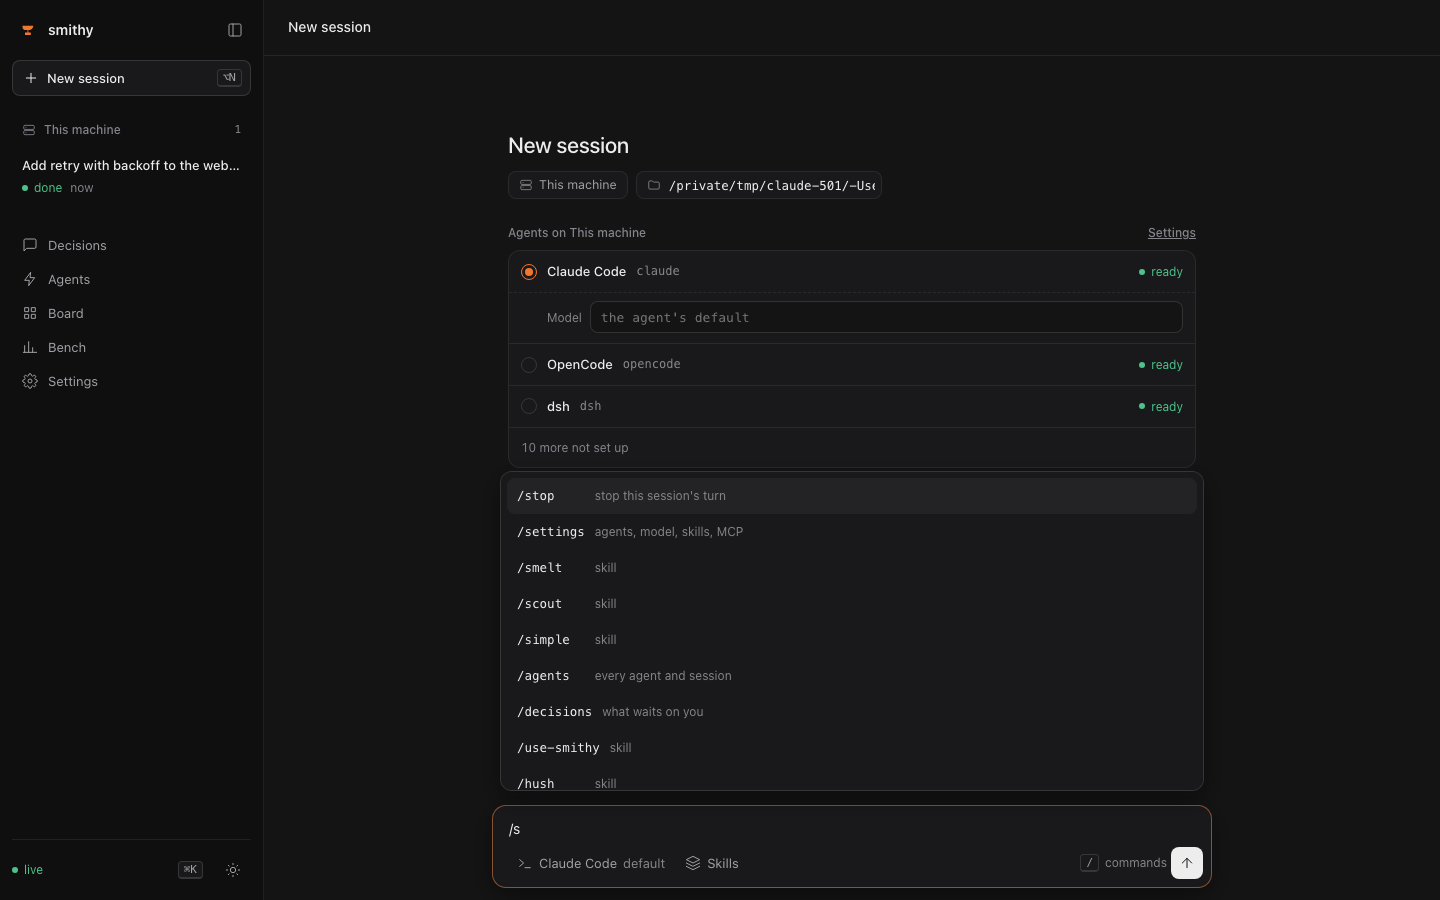 smithy
New session
⌥N
This machine
1
Add retry with backoff to the web...
done now
Decisions
Agents
Board
Bench
Settings
live
⌘K
New session
New session
This machine
/private/tmp/claude-501/-Use
Agents on This machine
Settings
Claude Code claude
ready
Model
the agent's default
OpenCode opencode
ready
dsh dsh
ready
10 more not set up
/stop stop this session's turn
/settings agents, model, skills, MCP
/smelt skill
/scout skill
/simple skill
/agents every agent and session
/decisions what waits on you
/use-smithy skill
/hush skill
/s
Claude Code default
Skills
/ commands